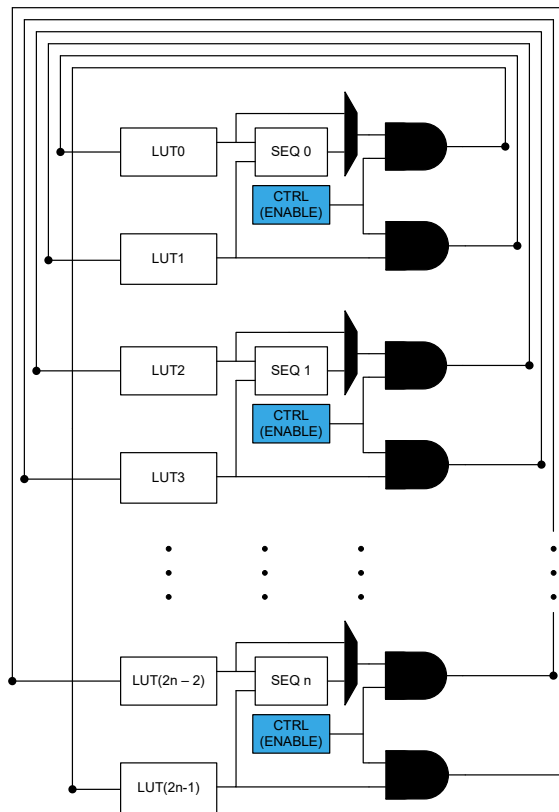 LUT0
SEQ 0
CTRL
(ENABLE)
LUT1
LUT2
SEQ 1
CTRL
(ENABLE)
LUT3
LUT(2n – 2)
SEQ n
CTRL
(ENABLE)
LUT(2n-1)